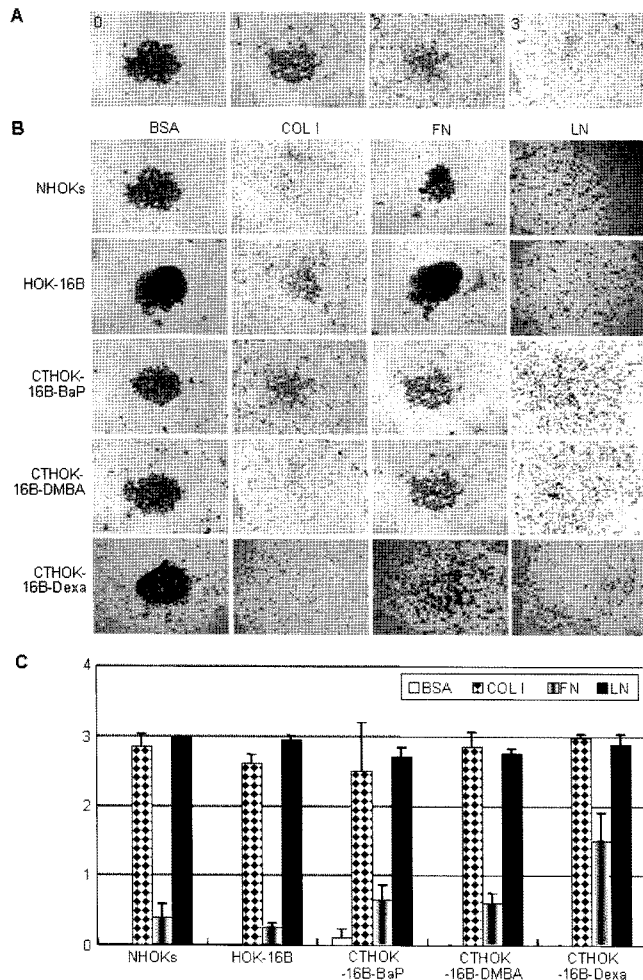 A
0 1 2 3
B
BSA COL I FN LN
NHOKs
HOK-16B
CTHOK-
16B-BaP
CTHOK-
16B-DMBA
CTHOK-
16B-Dexa
C
4
BSA COL I FN LN
3
2
1
0
NHOKs HOK-16B CTHOK CTHOK CTHOK
-16B-BaP -16B-DMBA -16B-Dexa